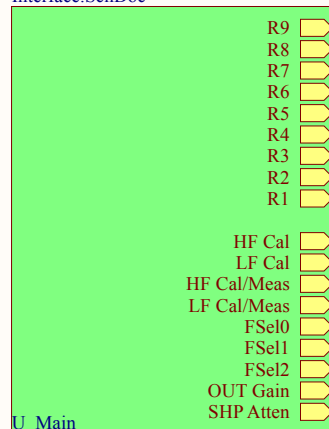 Interface.SchDoc
R9
R8
R7
R6
R5
R4
R3
R2
R1
HF Cal
LF Cal
HF Cal/Meas
LF Cal/Meas
FSel0
FSel1
FSel2
OUT Gain
SHP Atten
U_Main